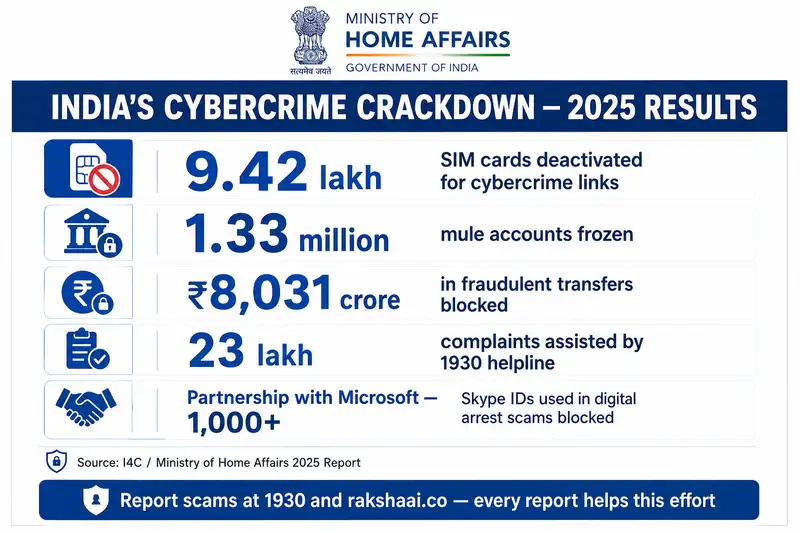 सत्यमेव जयते
MINISTRY OF
HOME AFFAIRS
GOVERNMENT OF INDIA
INDIA'S CYBERCRIME CRACKDOWN – 2025 RESULTS
9.42 lakh
SIM cards deactivated
for cybercrime links
1.33 million
mule accounts frozen
₹8,031 crore
in fraudulent transfers
blocked
23 lakh
complaints assisted by
1930 helpline
Partnership with Microsoft –
1,000+
Skype IDs used in digital
arrest scams blocked
Source: I4C / Ministry of Home Affairs 2025 Report
Report scams at 1930 and rakshaai.co – every report helps this effort